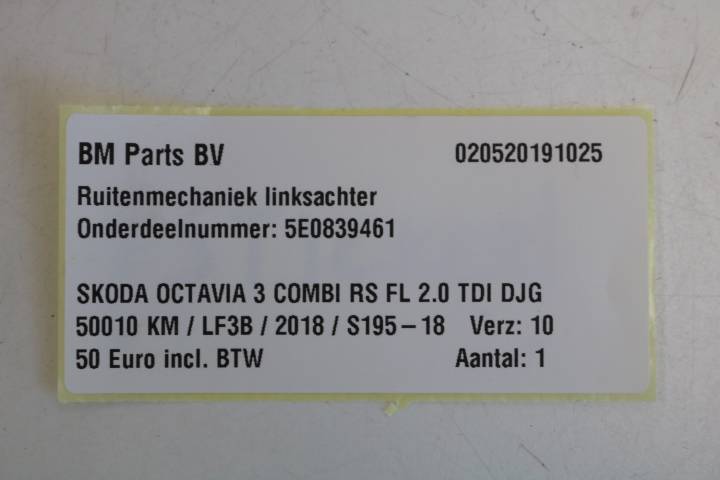 BM Parts BV 020520191025
Ruitenmechaniek linksachter
Onderdeelnummer: 5E0839461
SKODA OCTAVIA 3 COMBI RS FL 2.0 TDI DJG
50010 KM / LF3B / 2018 / S195-18 Verz: 10
50 Euro incl. BTW Aantal: 1